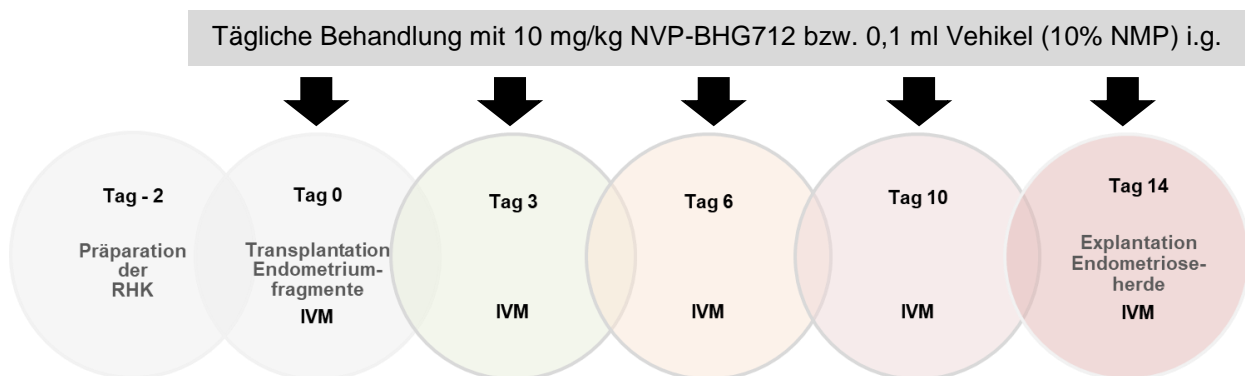 Tägliche Behandlung mit 10 mg/kg NVP-BHG712 bzw. 0,1 ml Vehikel (10% NMP) i.g.
Tag - 2
Präparation
der
RHK
Tag 0
Transplantation
Endometrium-
fragmente
IVM
Tag 3
IVM
Tag 6
IVM
Tag 10
IVM
Tag 14
Explantation
Endometriose-
herde
IVM